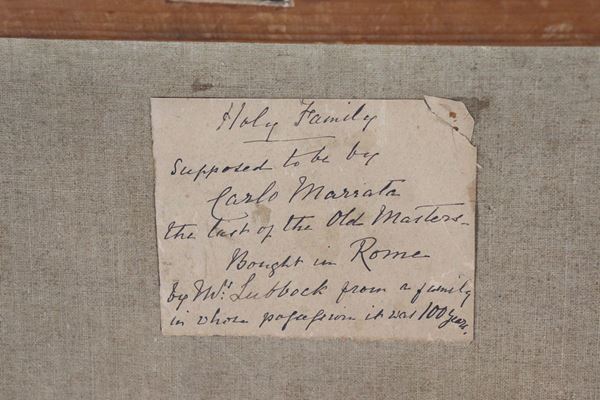 Holy Family
Supposed to be by
Carlo Marrata
the last of the Old Masters
Bought in Rome
by Mrs. Lubbock from a family
in whose possession it was 100 years.